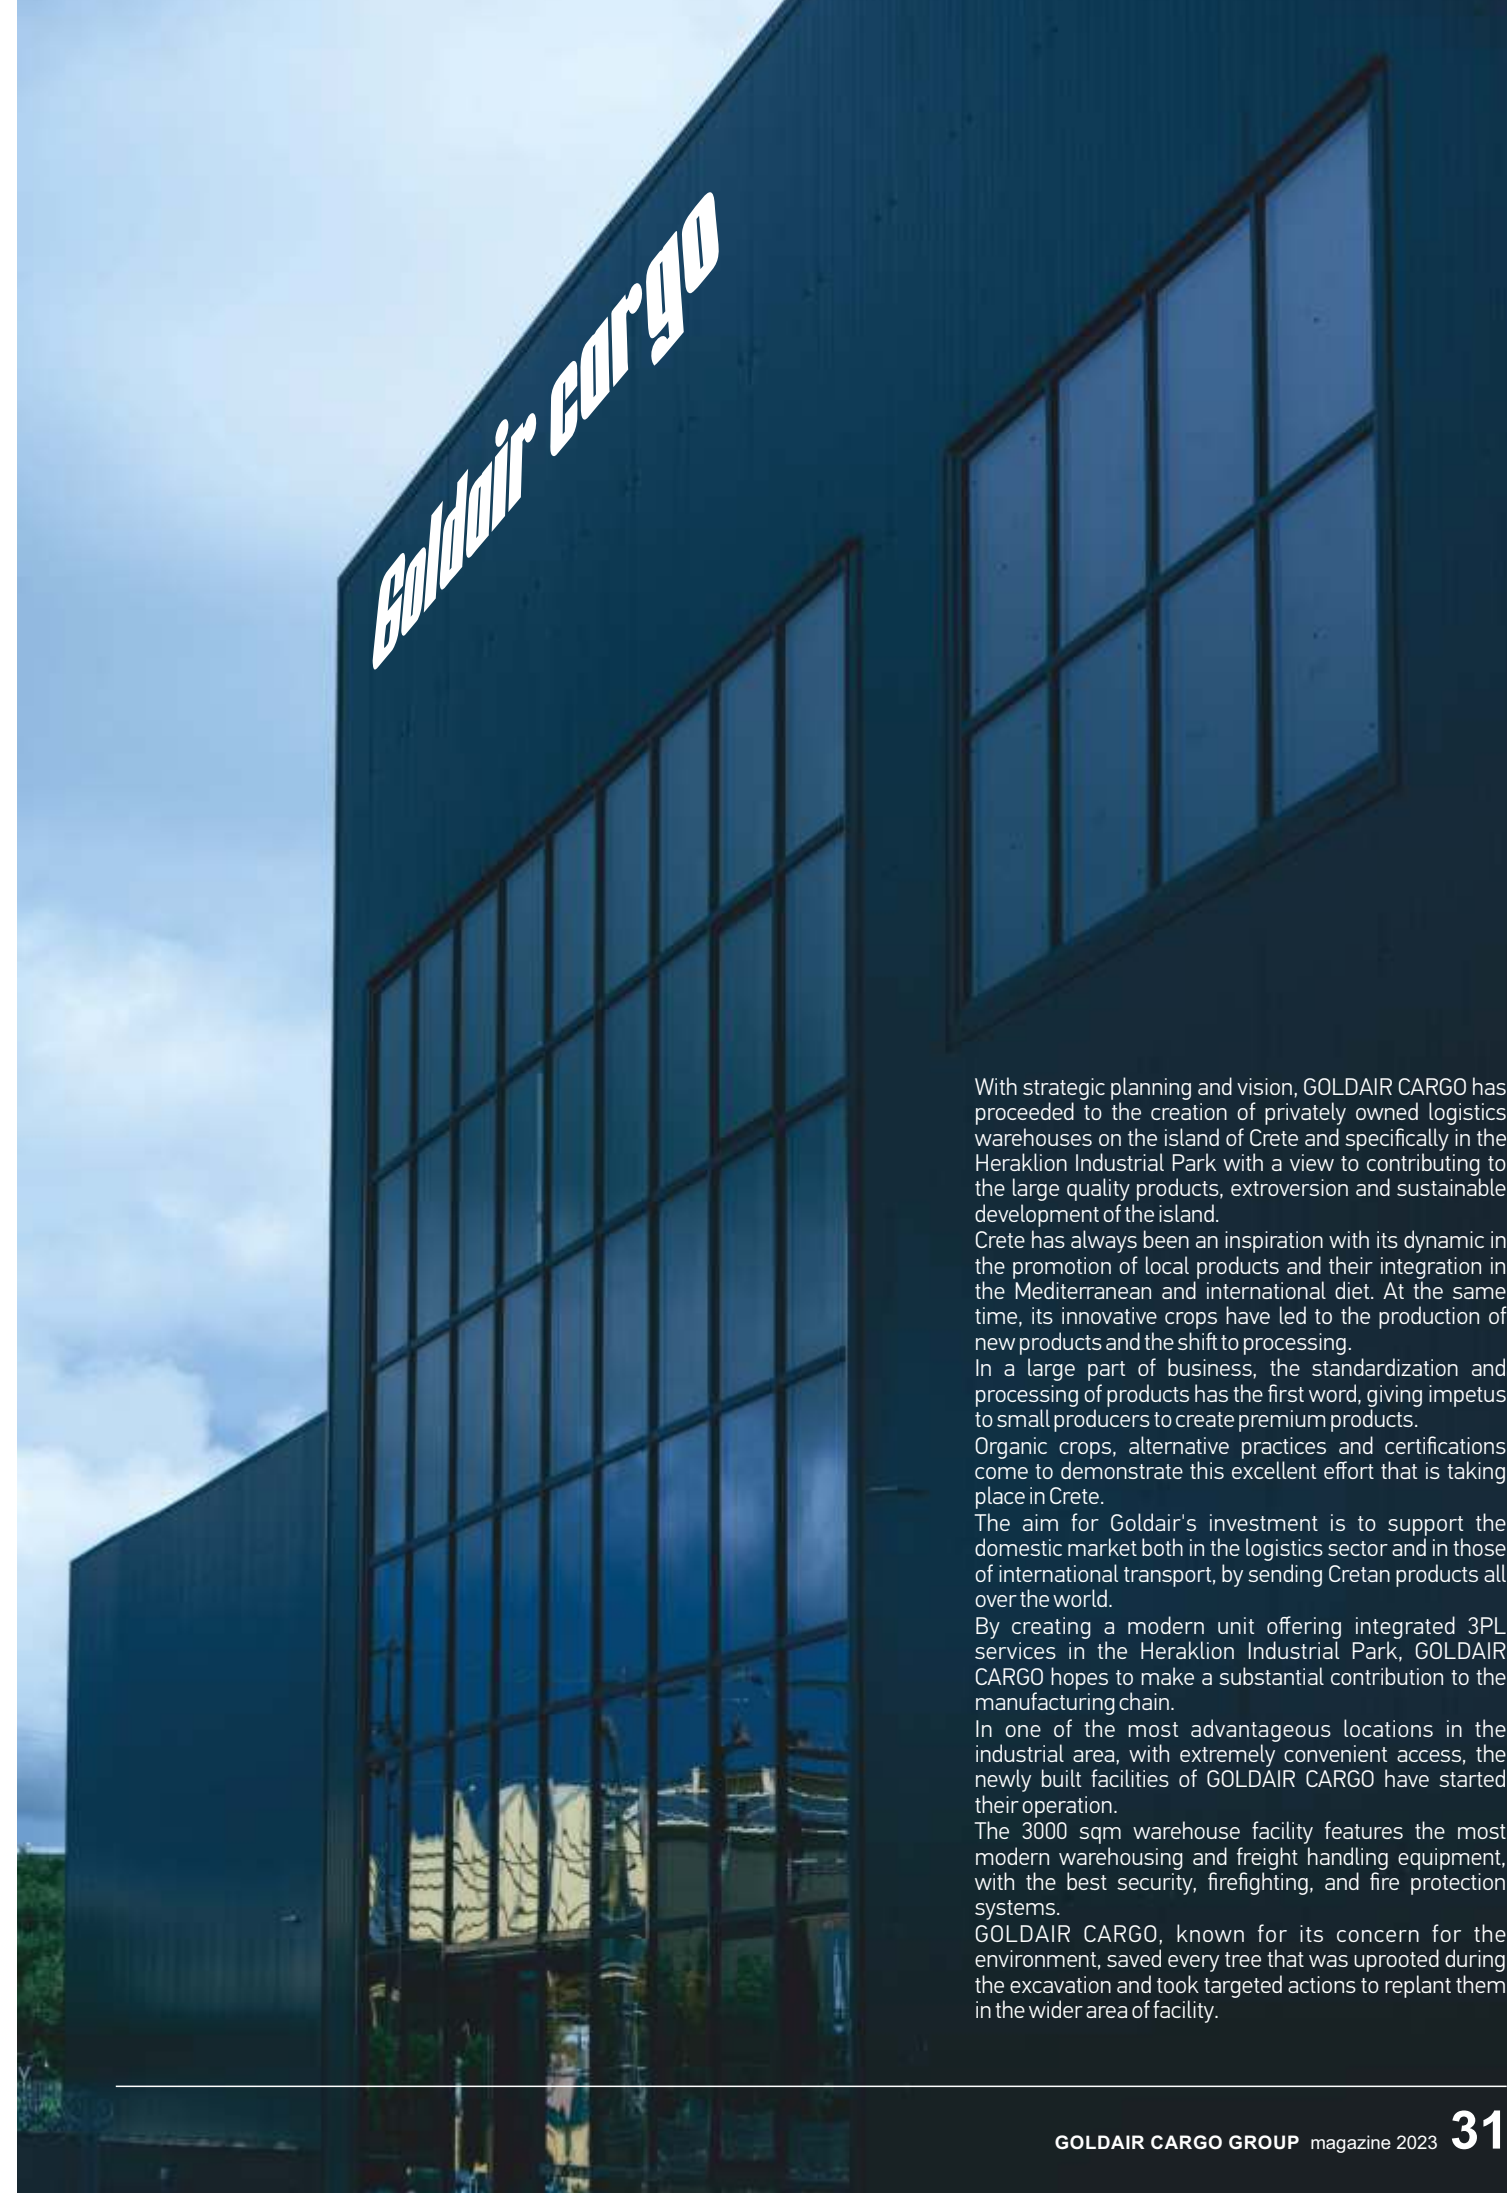 Goldair cargo
With strategic planning and vision, GOLDAIR CARGO has
proceeded to the creation of privately owned logistics
warehouses on the island of Crete and specifically in the
Heraklion Industrial Park with a view to contributing to
the large quality products, extroversion and sustainable
development of the island.
Crete has always been an inspiration with its dynamic in
the promotion of local products and their integration in
the Mediterranean and international diet. At the same
time, its innovative crops have led to the production of
new products and the shift to processing.
In a large part of business, the standardization and
processing of products has the first word, giving impetus
to small producers to create premium products.
Organic crops, alternative practices and certifications
come to demonstrate this excellent effort that is taking
place in Crete.
The aim for Goldair's investment is to support the
domestic market both in the logistics sector and in those
of international transport, by sending Cretan products all
over the world.
By creating a modern unit offering integrated 3PL
services in the Heraklion Industrial Park, GOLDAIR
CARGO hopes to make a substantial contribution to the
manufacturing chain.
In one of the most advantageous locations in the
industrial area, with extremely convenient access, the
newly built facilities of GOLDAIR CARGO have started
their operation.
The 3000 sqm warehouse facility features the most
modern warehousing and freight handling equipment,
with the best security, firefighting, and fire protection
systems.
GOLDAIR CARGO, known for its concern for the
environment, saved every tree that was uprooted during
the excavation and took targeted actions to replant them
in the wider area of facility.
GOLDAIR CARGO GROUP magazine 2023 31